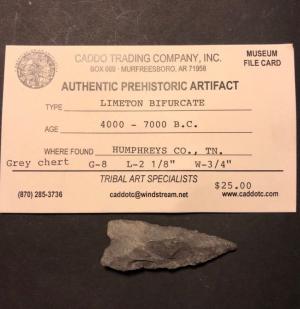 CADDO TRADING COMPANY, INC. MUSEUM
BOX 669 - MURFREESBORO, AR 71958 FILE CARD
AUTHENTIC PREHISTORIC ARTIFACT
TYPE LIMETON BIFURCATE
AGE 4000 - 7000 B.C.
WHERE FOUND HUMPHREYS CO., TN.
Grey chert G-8 L-2 1/8" W-3/4"
TRIBAL ART SPECIALISTS $25.00
(870) 285-3736 caddotc@windstream.net www.caddotc.com